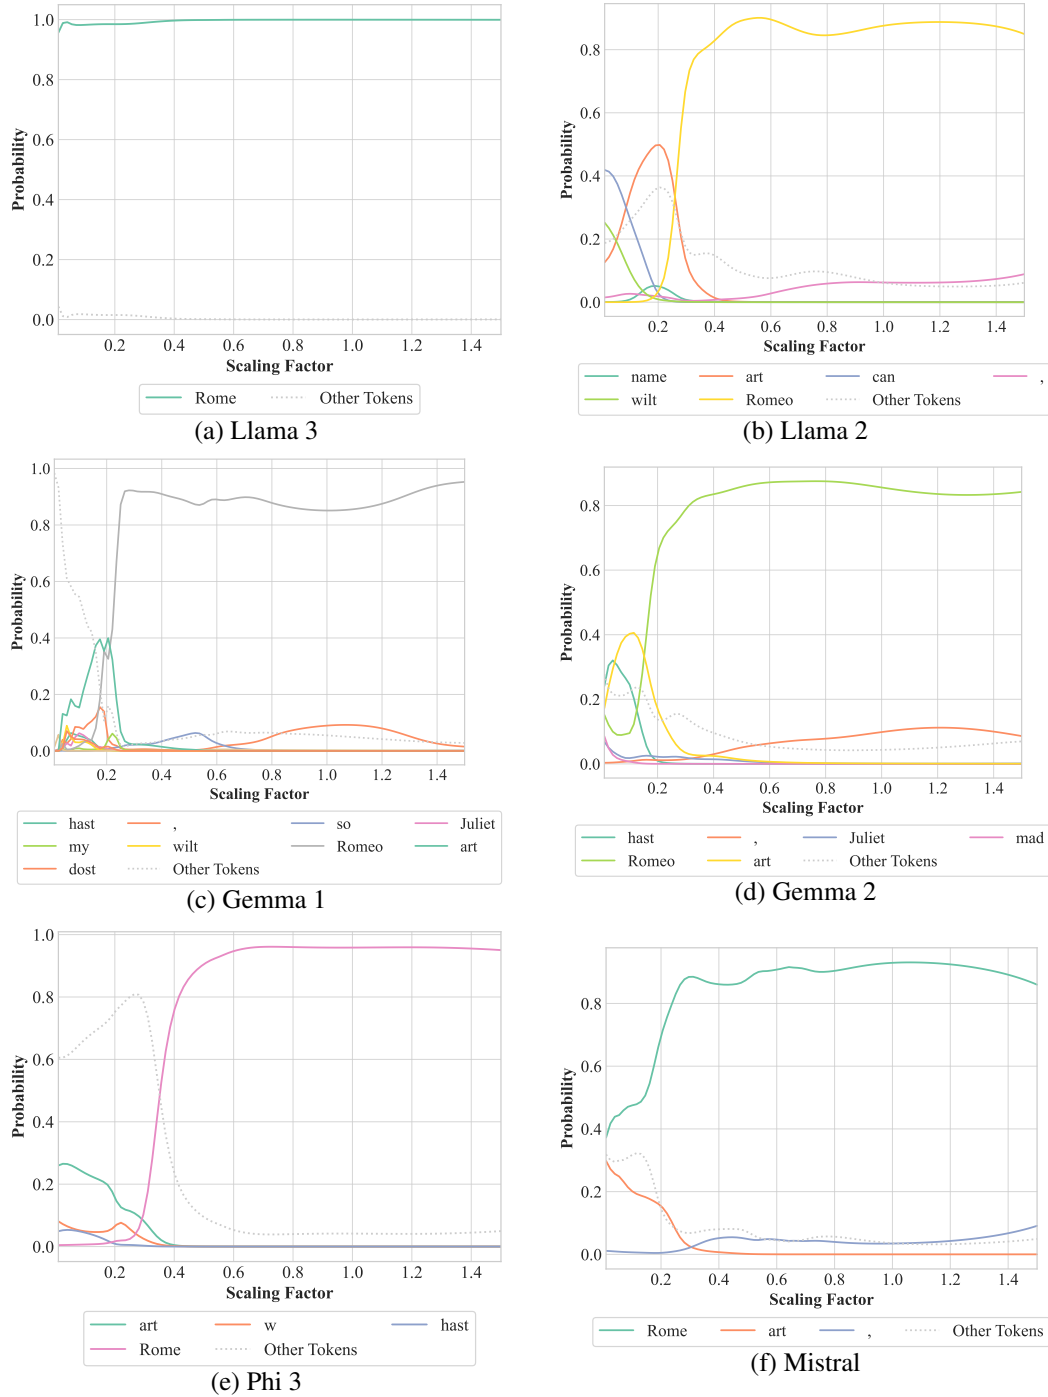 1.0
0.8
0.6
0.4
0.2
0.0
Probability
0.2 0.4 0.6 0.8 1.0 1.2 1.4
Scaling Factor
Rome Other Tokens
(a) Llama 3
0.8
0.6
0.4
0.2
0.0
Probability
0.2 0.4 0.6 0.8 1.0 1.2 1.4
Scaling Factor
name art can ,
wilt Romeo Other Tokens
(b) Llama 2
1.0
0.8
0.6
0.4
0.2
0.0
Probability
0.2 0.4 0.6 0.8 1.0 1.2 1.4
Scaling Factor
hast , so Juliet
my wilt Romeo art
dost Other Tokens
(c) Gemma 1
0.8
0.6
0.4
0.2
0.0
Probability
0.2 0.4 0.6 0.8 1.0 1.2 1.4
Scaling Factor
hast , Juliet mad
Romeo art Other Tokens
(d) Gemma 2
1.0
0.8
0.6
0.4
0.2
0.0
Probability
0.2 0.4 0.6 0.8 1.0 1.2 1.4
Scaling Factor
art w hast
Rome Other Tokens
(e) Phi 3
0.8
0.6
0.4
0.2
0.0
Probability
0.2 0.4 0.6 0.8 1.0 1.2 1.4
Scaling Factor
Rome art , Other Tokens
(f) Mistral